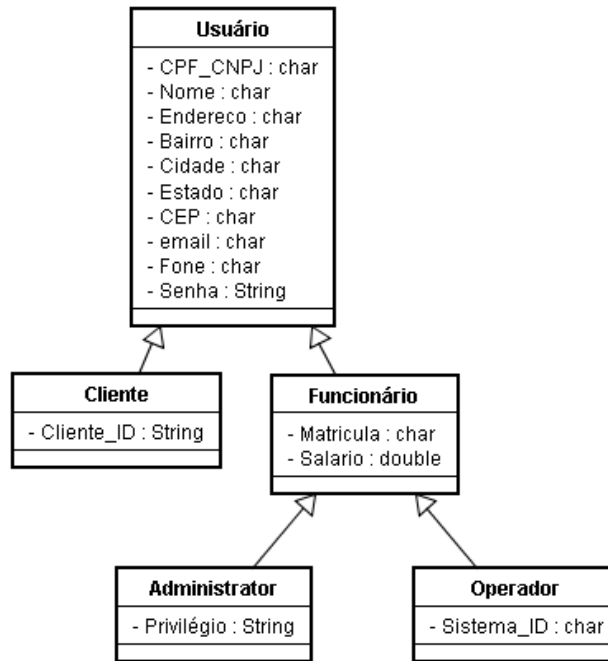 Usuário
- CPF_CNPJ : char
- Nome : char
- Endereco : char
- Bairro : char
- Cidade : char
- Estado : char
- CEP : char
- email : char
- Fone : char
- Senha : String
Cliente
- Cliente_ID : String
Funcionário
- Matricula : char
- Salario : double
Administrator
- Privilégio : String
Operador
- Sistema_ID : char